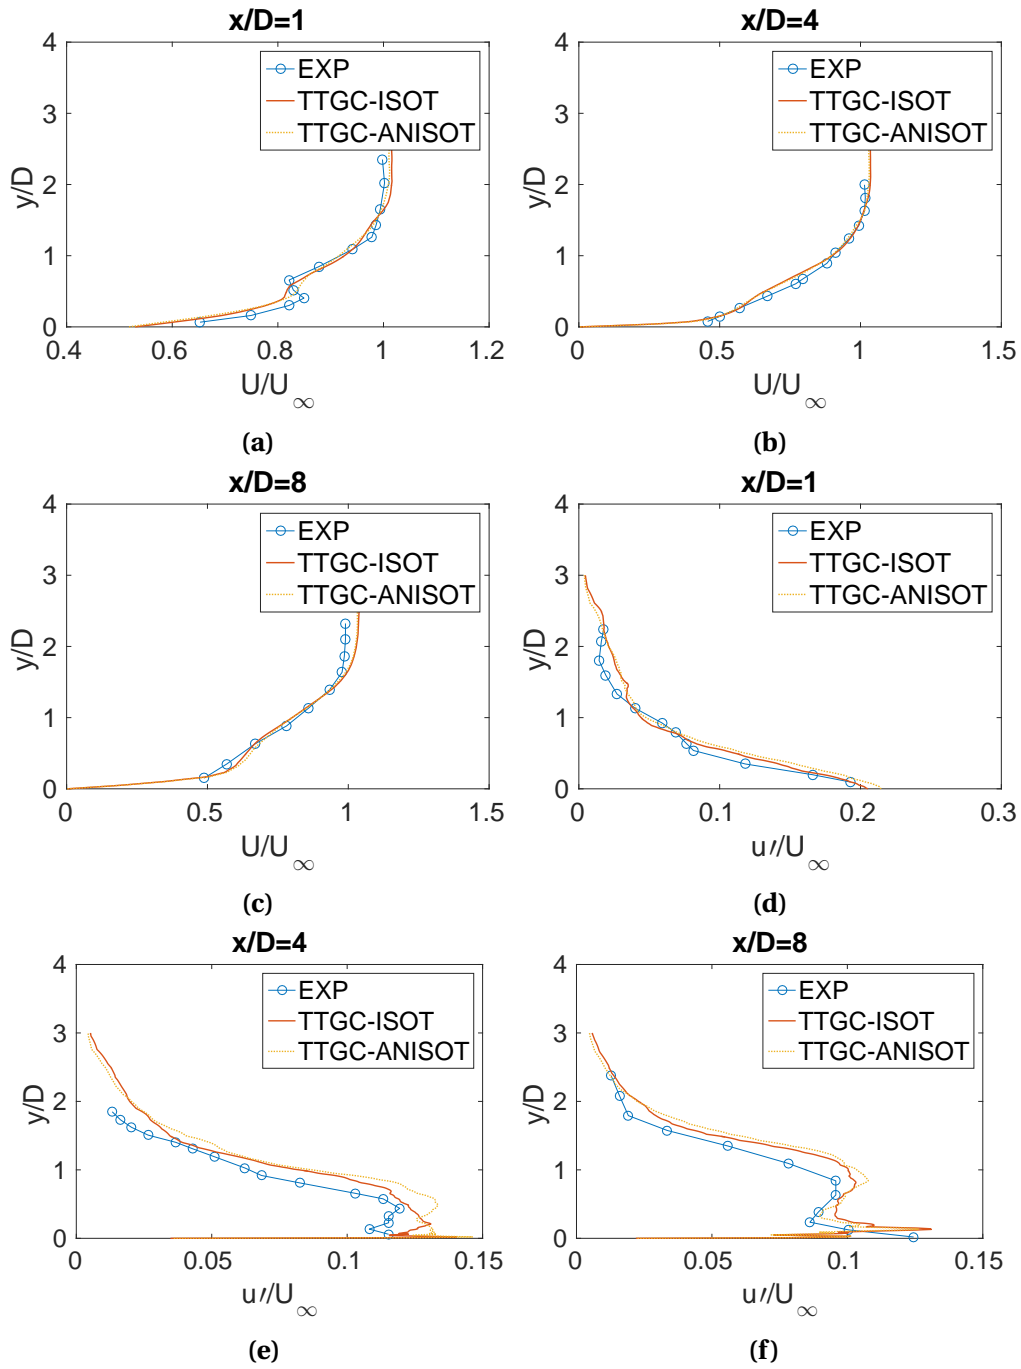 x/D=1
4
3
2
1
0
y/D
EXP
TTGC-ISOT
TTGC-ANISOT
0.4 0.6 0.8 1 1.2
U/U∞
(a)
x/D=4
4
3
2
1
0
y/D
EXP
TTGC-ISOT
TTGC-ANISOT
0 0.5 1 1.5
U/U∞
(b)
x/D=8
4
3
2
1
0
y/D
EXP
TTGC-ISOT
TTGC-ANISOT
0 0.5 1 1.5
U/U∞
(c)
x/D=1
4
3
2
1
0
y/D
EXP
TTGC-ISOT
TTGC-ANISOT
0 0.1 0.2 0.3
u′/U∞
(d)
x/D=4
4
3
2
1
0
y/D
EXP
TTGC-ISOT
TTGC-ANISOT
0 0.05 0.1 0.15
u′/U∞
(e)
x/D=8
4
3
2
1
0
y/D
EXP
TTGC-ISOT
TTGC-ANISOT
0 0.05 0.1 0.15
u′/U∞
(f)